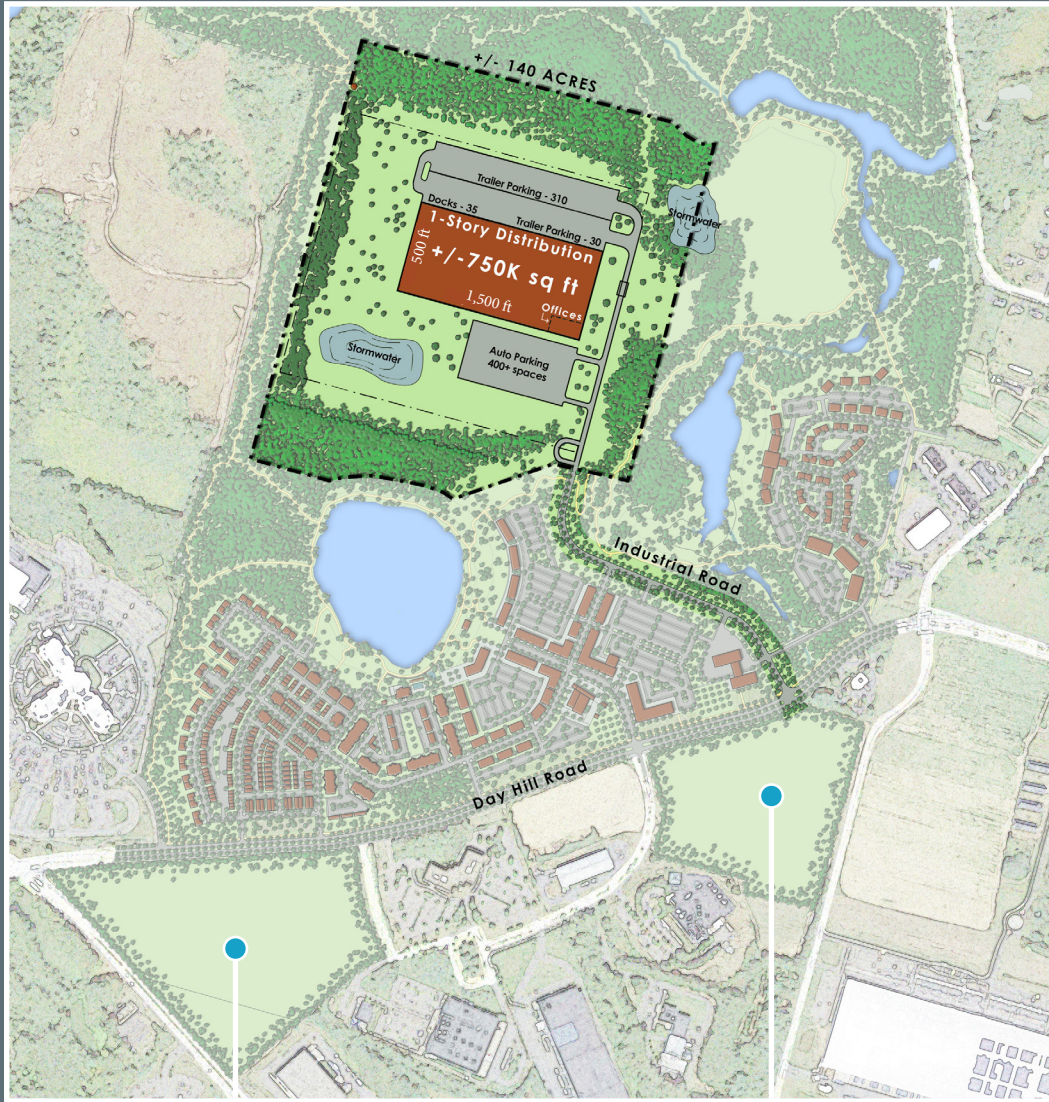 +/- 140 ACRES
Trailer Parking - 310
Docks - 35
Trailer Parking - 30
Stormwater
1-Story Distribution
+/-750K sq ft
500 ft
1,500 ft
Offices
Stormwater
Auto Parking
400+ spaces
Industrial Road
Day Hill Road